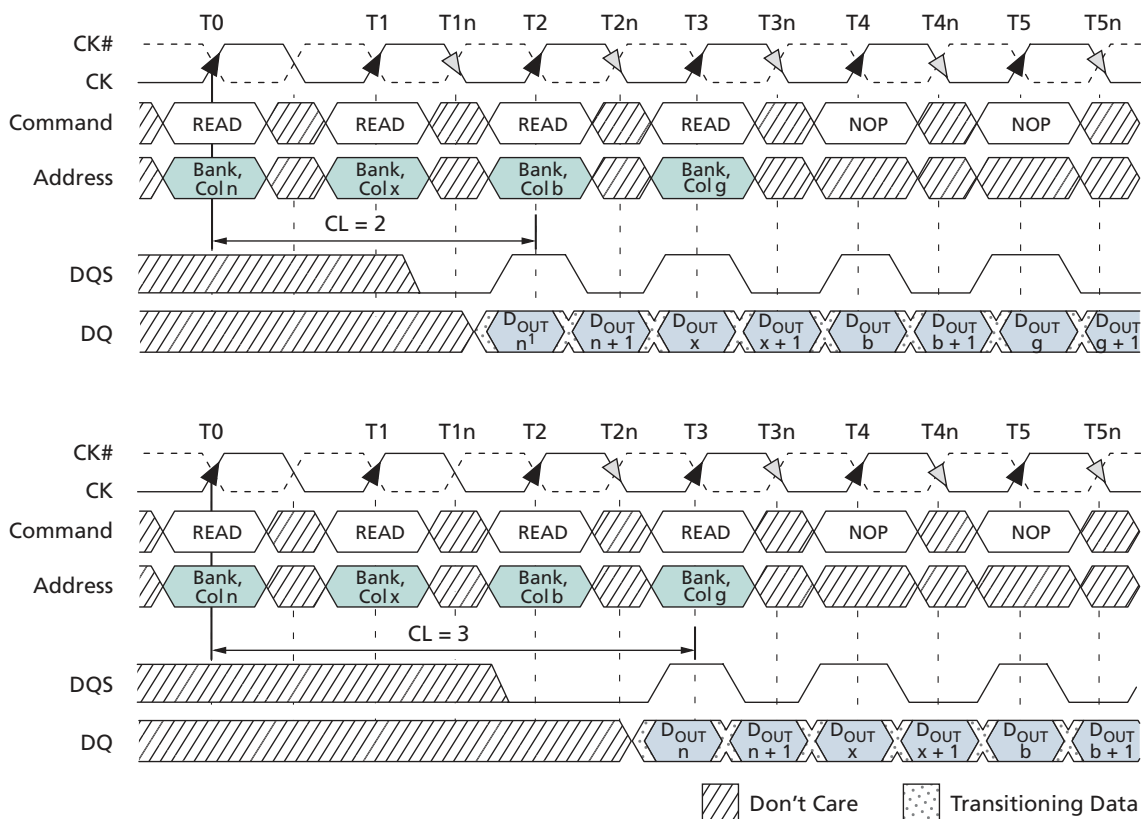 T0 T1 T1n T2 T2n T3 T3n T4 T4n T5 T5n
CK#
CK
Command READ READ READ READ NOP NOP
Address Bank, Col n Bank, Col x Bank, Col b Bank, Col g
CL = 2
DQS
DQ DOUT n1 DOUT n + 1 DOUT x DOUT x + 1 DOUT b DOUT b + 1 DOUT g DOUT g + 1
T0 T1 T1n T2 T2n T3 T3n T4 T4n T5 T5n
CK#
CK
Command READ READ READ READ NOP NOP
Address Bank, Col n Bank, Col x Bank, Col b Bank, Col g
CL = 3
DQS
DQ DOUT n DOUT n + 1 DOUT x DOUT x + 1 DOUT b DOUT b + 1
Don't Care Transitioning Data